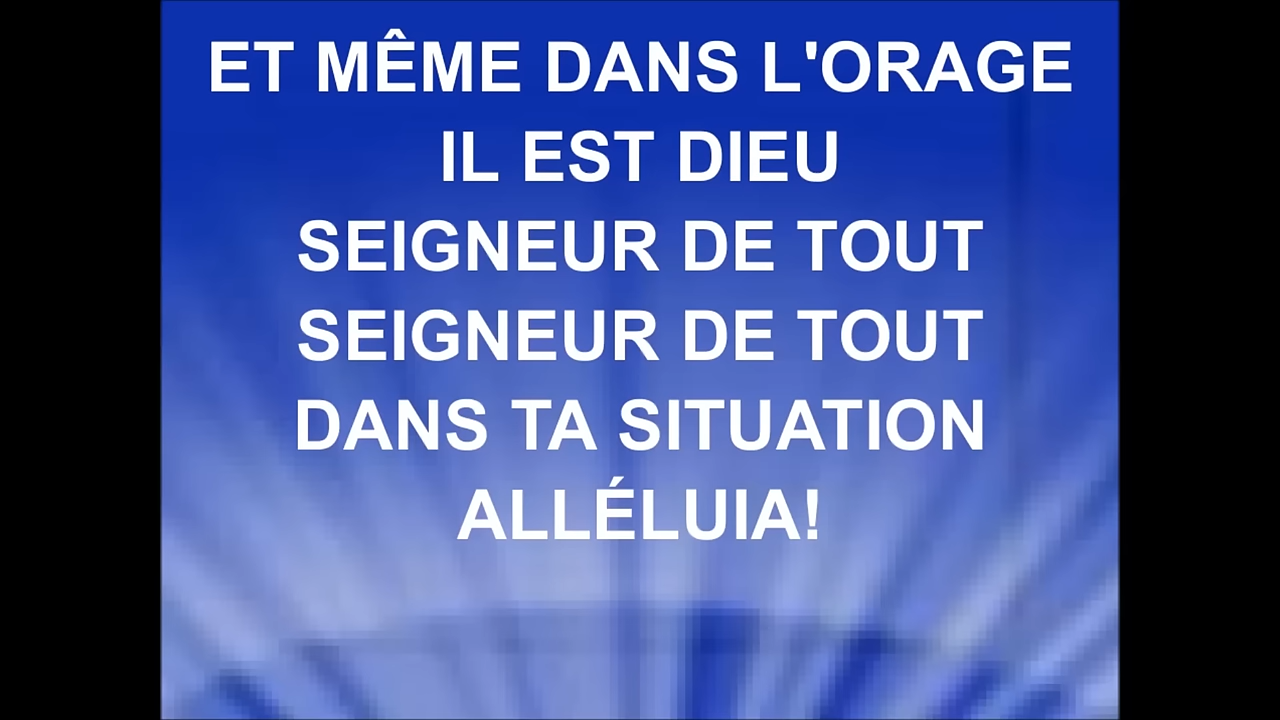 ET MÊME DANS L'ORAGE
IL EST DIEU
SEIGNEUR DE TOUT
SEIGNEUR DE TOUT
DANS TA SITUATION
ALLÉLUIA!